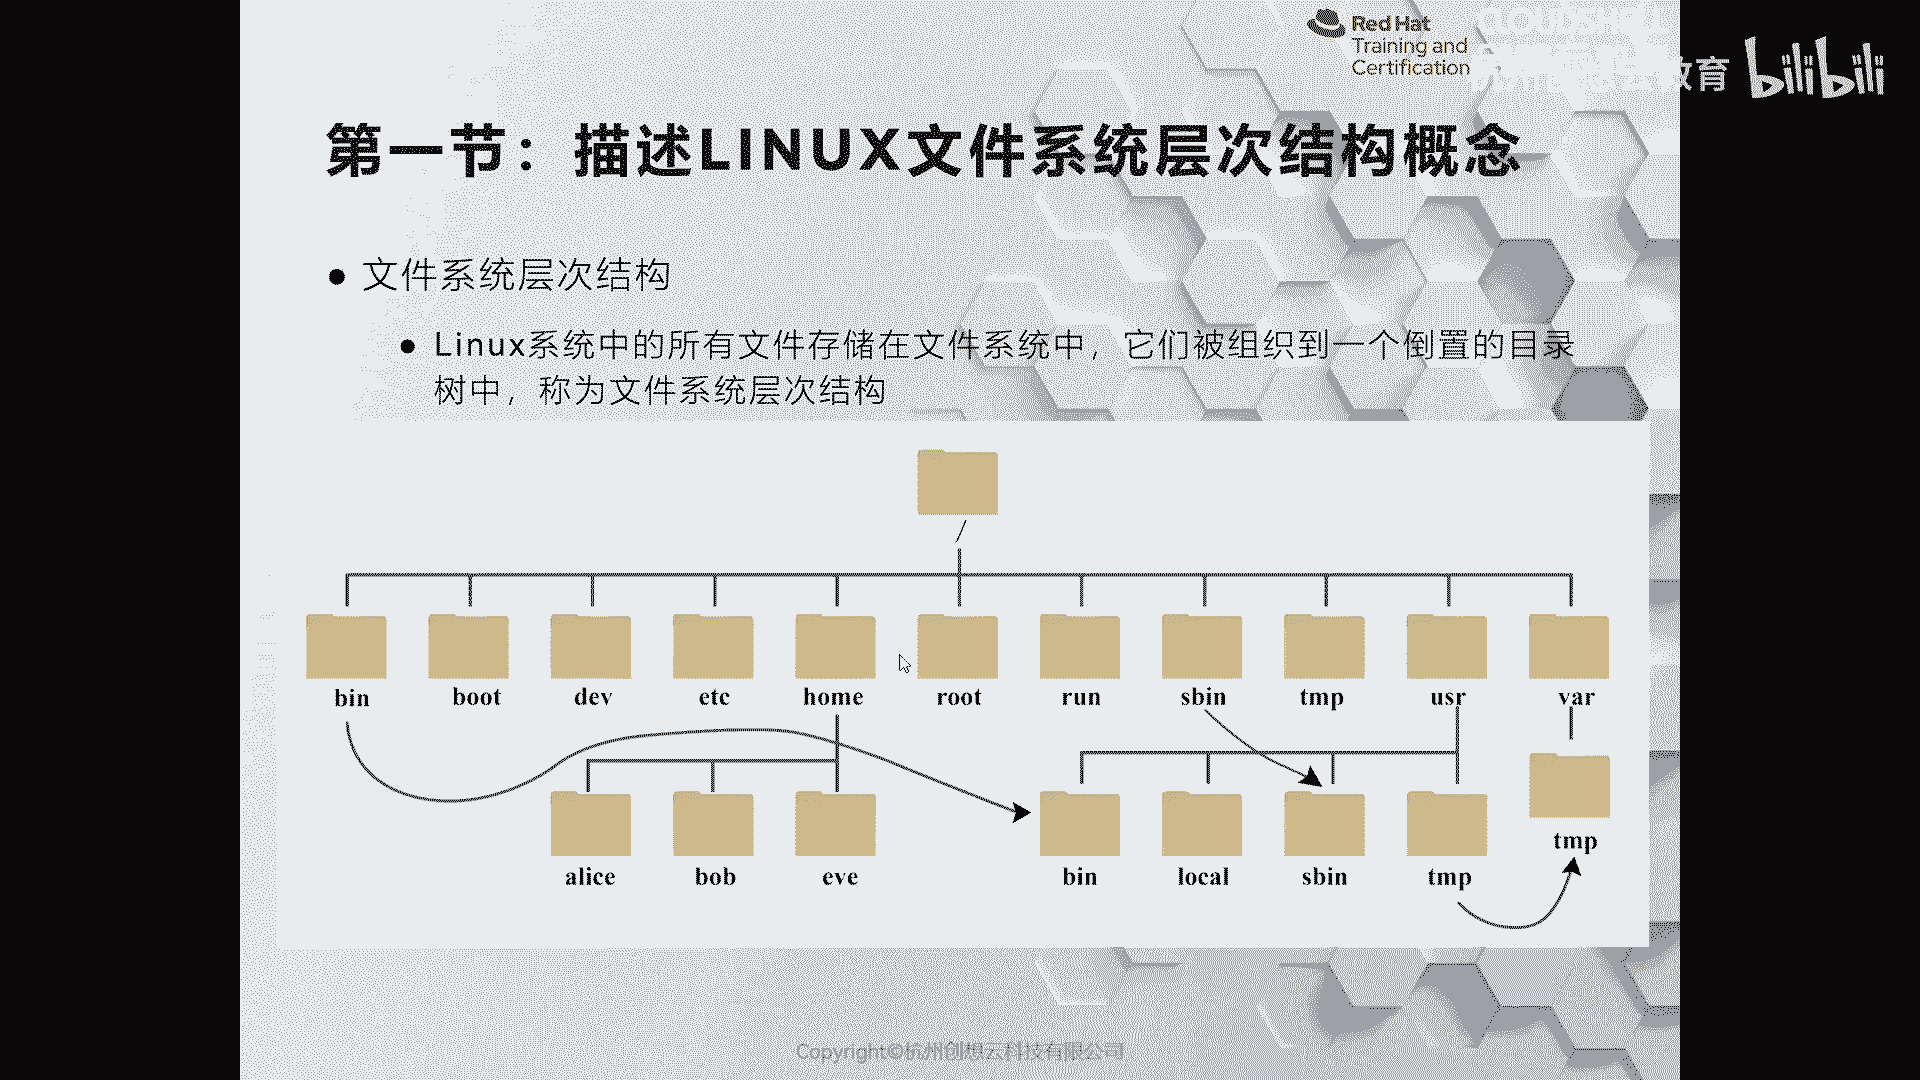 Red Hat
Training and
Certification
教育 bilibili
第一节：描述LINUX文件系统层次结构概念
● 文件系统层次结构
● Linux系统中的所有文件存储在文件系统中，它们被组织到一个倒置的目录
树中，称为文件系统层次结构
/
bin boot dev etc home root run sbin tmp usr var
tmp
alice bob eve bin local sbin tmp
Copyright©杭州创想云科技有限公司